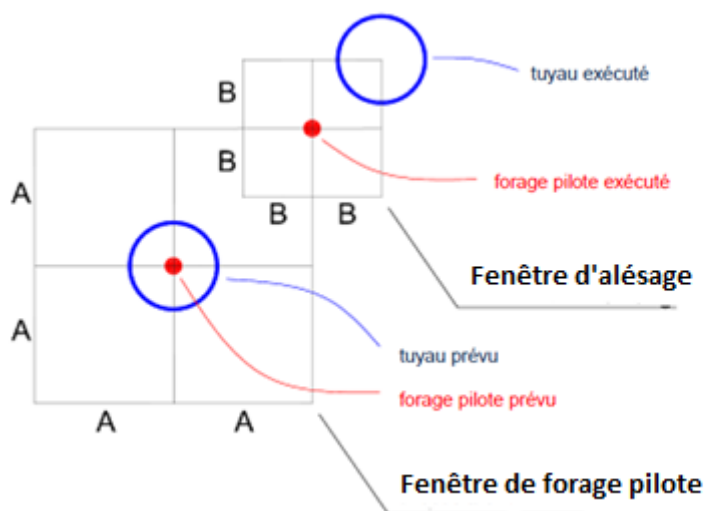 B
tuyau exécuté
B
forage pilote exécuté
A
B
B
Fenêtre d'alésage
A
tuyau prévu
forage pilote prévu
A
A
Fenêtre de forage pilote